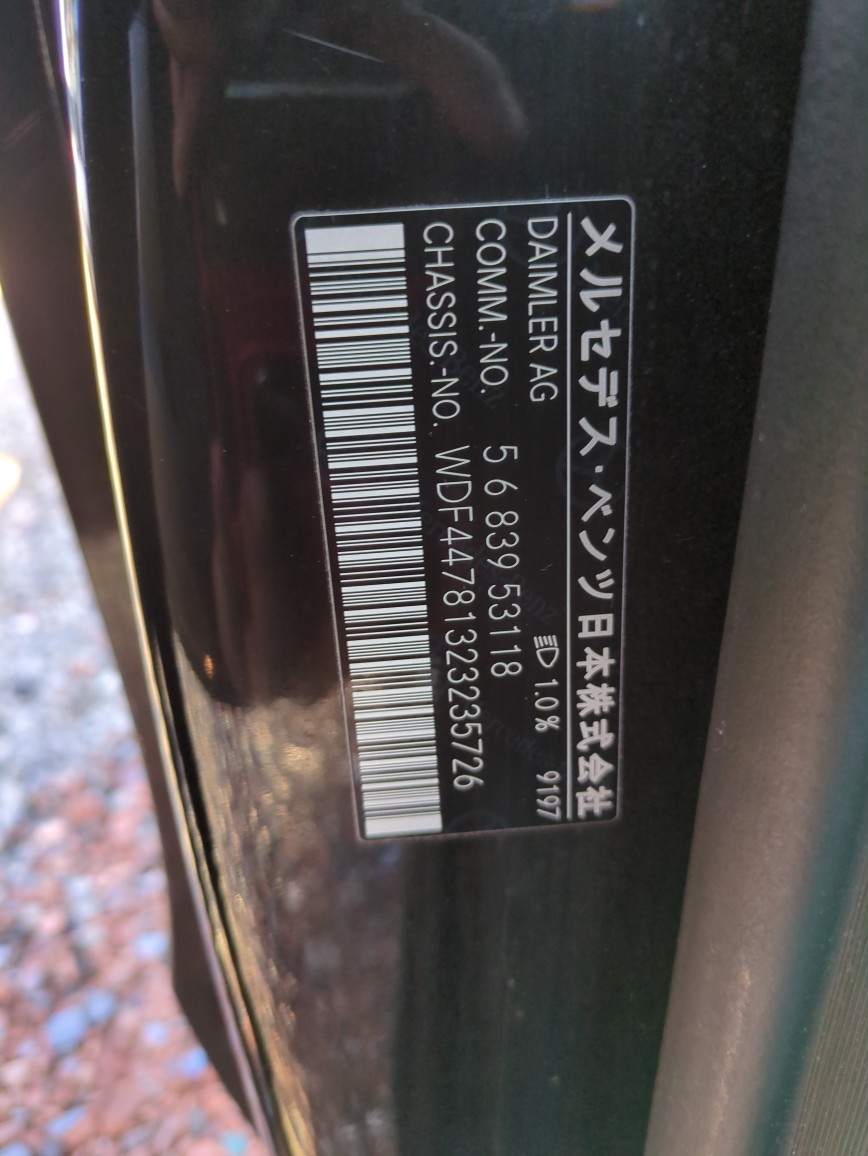 メルセデス・ベンツ日本株式会社
DAIMLER AG 1.0% 9197
COMM.-NO. 5 6 839 53118
CHASSIS.-NO. WDF44781323235726